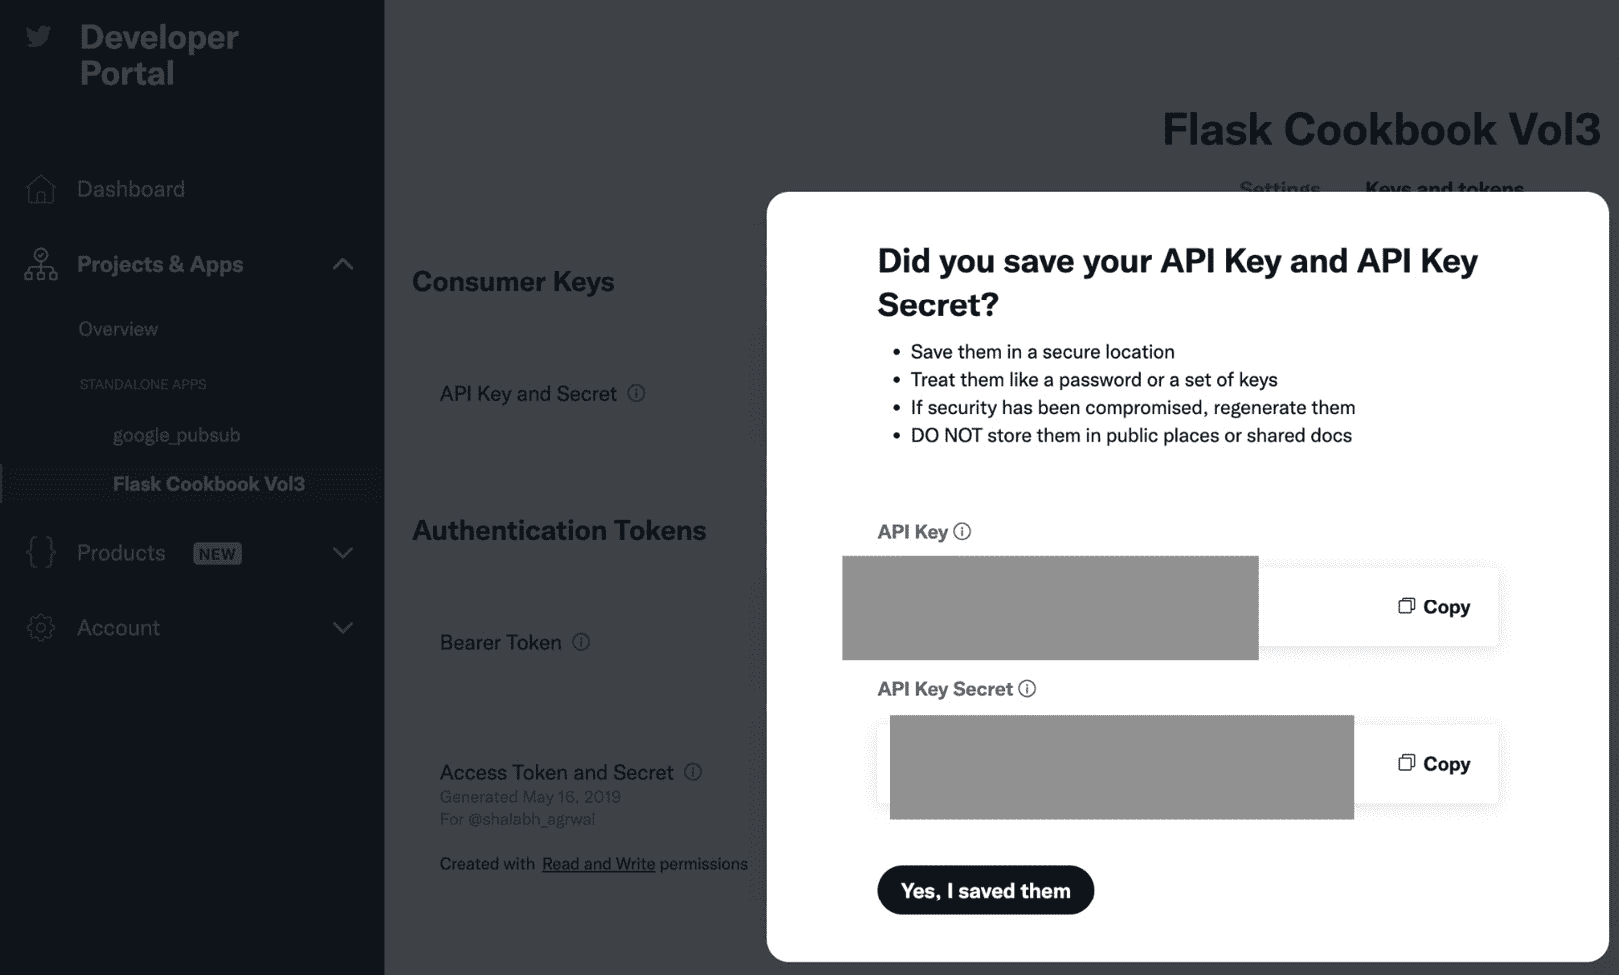 Developer
Portal
Dashboard
Projects & Apps
Overview
STANDALONE APPS
google_pubsub
Flask Cookbook Vol3
Products NEW
Account
Flask Cookbook Vol3
Settings Keys and tokens
Consumer Keys
API Key and Secret
Authentication Tokens
Bearer Token
Access Token and Secret
Generated May 16, 2019
For @shalabh_agrwal
Created with Read and Write permissions
Did you save your API Key and API Key
Secret?
• Save them in a secure location
• Treat them like a password or a set of keys
• If security has been compromised, regenerate them
• DO NOT store them in public places or shared docs
API Key
Copy
API Key Secret
Copy
Yes, I saved them